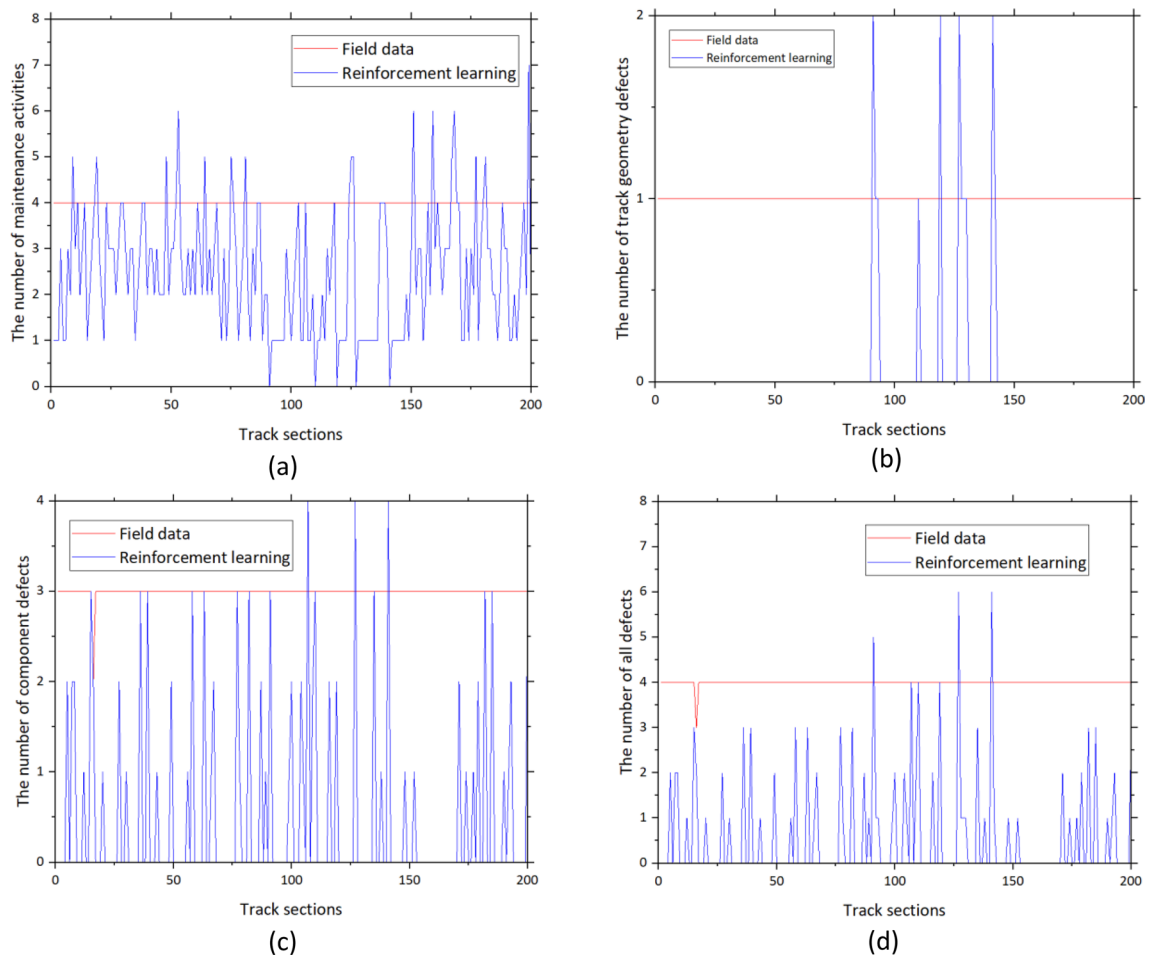 8
7
6
5
4
3
2
1
0
The number of maintenance activities
Field data
Reinforcement learning
0
50
100
150
200
Track sections
(a)
2
1
0
The number of track geometry defects
Field data
Reinforcement learning
0
50
100
150
200
Track sections
(b)
4
3
2
1
0
The number of component defects
Field data
Reinforcement learning
0
50
100
150
200
Track sections
(c)
8
7
6
5
4
3
2
1
0
The number of all defects
Field data
Reinforcement learning
0
50
100
150
200
Track sections
(d)